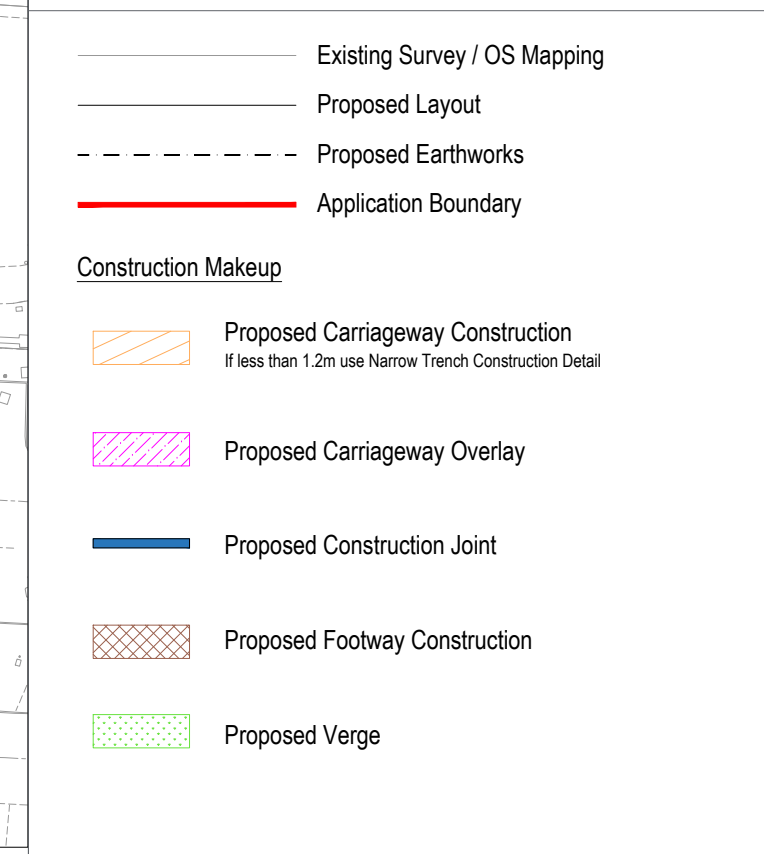 Existing Survey / OS Mapping
Proposed Layout
Proposed Earthworks
Application Boundary
Construction Makeup
Proposed Carriageway Construction
If less than 1.2m use Narrow Trench Construction Detail
Proposed Carriageway Overlay
Proposed Construction Joint
Proposed Footway Construction
Proposed Verge